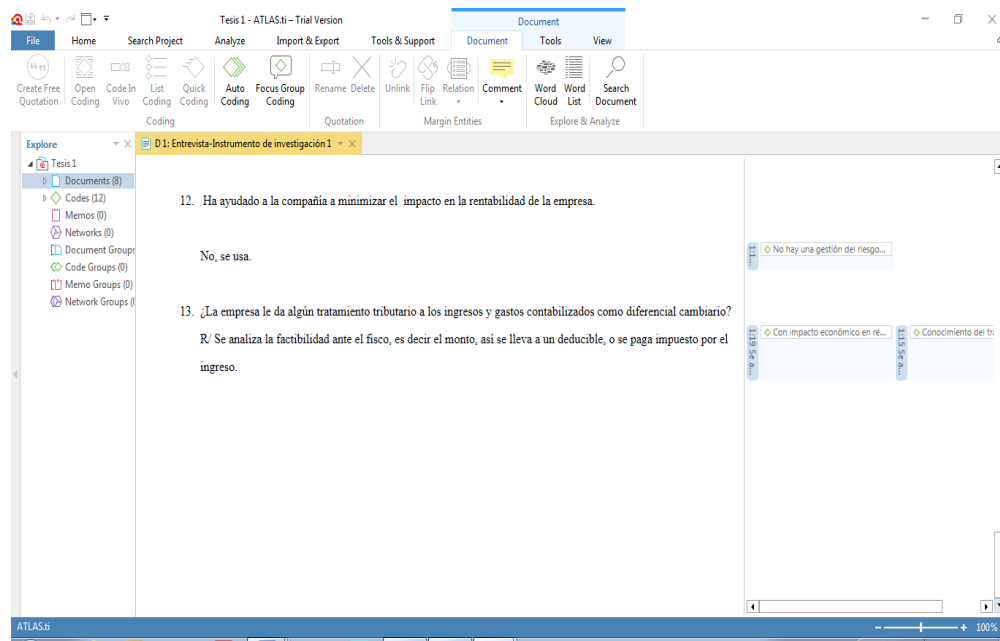 Tesis 1 - ATLAS.ti – Trial Version
Document
File
Home
Search Project
Analyze
Import & Export
Tools & Support
Document
Tools
View
Create Free Quotation
Open Coding
Code In Vivo
List Coding
Quick Coding
Auto Coding
Focus Group Coding
Rename
Delete
Unlink
Flip Link
Relation
Comment
Word Cloud
Word List
Search Document
Coding
Quotation
Margin Entities
Explore & Analyze
Explore
D 1: Entrevista-Instrumento de investigación 1
Tesis 1
Documents (8)
Codes (12)
Memos (0)
Networks (0)
Document Groups
Code Groups (0)
Memo Groups (0)
Network Groups (
12. Ha ayudado a la compañía a minimizar el impacto en la rentabilidad de la empresa.
No, se usa.
1:1...
No hay una gestión del riesgo...
13. ¿La empresa le da algún tratamiento tributario a los ingresos y gastos contabilizados como diferencial cambiario?
R/ Se analiza la factibilidad ante el fisco, es decir el monto, así se lleva a un deducible, o se paga impuesto por el
ingreso.
1:19 Se a...
Con impacto económico en re...
1:15 Se a...
Conocimiento del tr
ATLAS.ti
100%